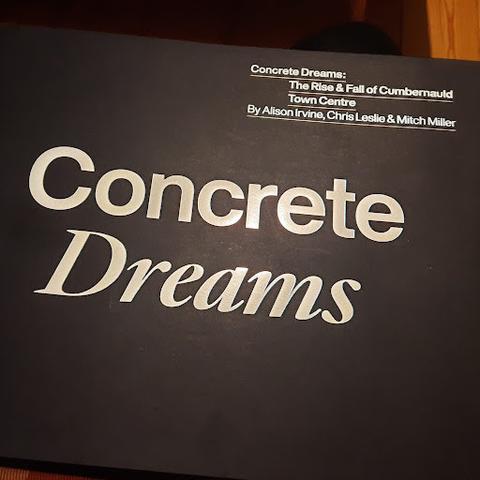 Concrete Dreams:
The Rise & Fall of Cumbernauld
Town Centre
By Alison Irvine, Chris Leslie & Mitch Miller
Concrete
Dreams